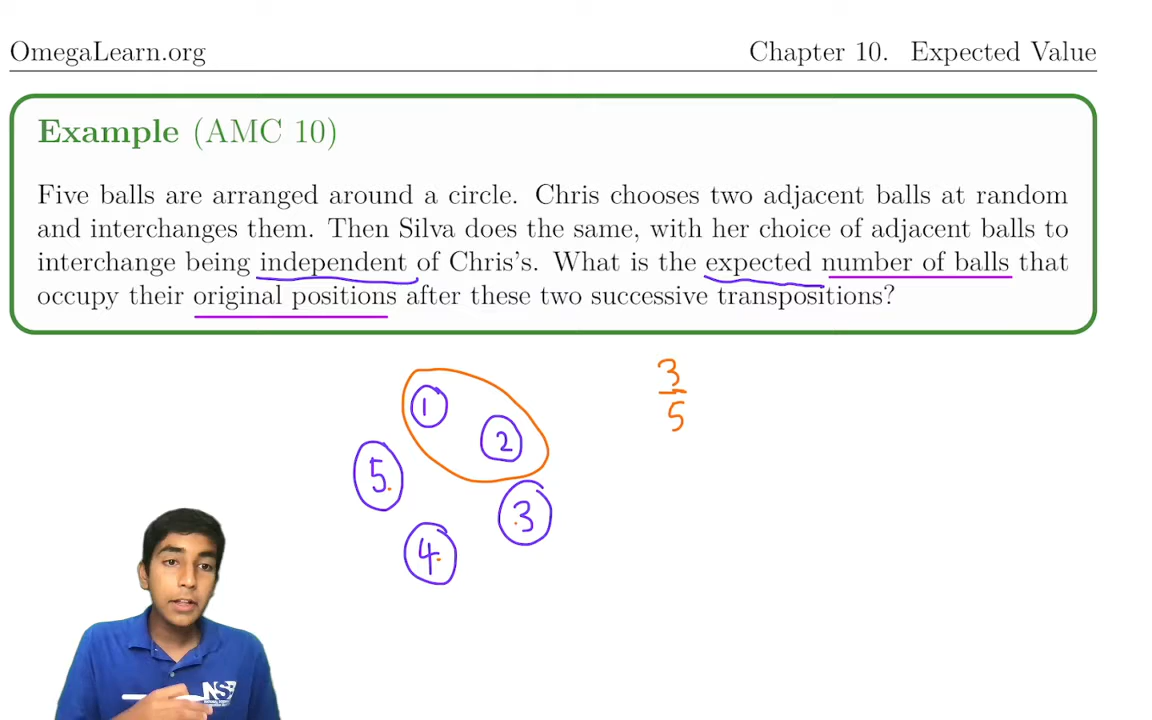 OmegaLearn.org Chapter 10. Expected Value
Example (AMC 10)
Five balls are arranged around a circle. Chris chooses two adjacent balls at random
and interchanges them. Then Silva does the same, with her choice of adjacent balls to
interchange being independent of Chris's. What is the expected number of balls that
occupy their original positions after these two successive transpositions?
1
2
5
3
4
3
5
NSB